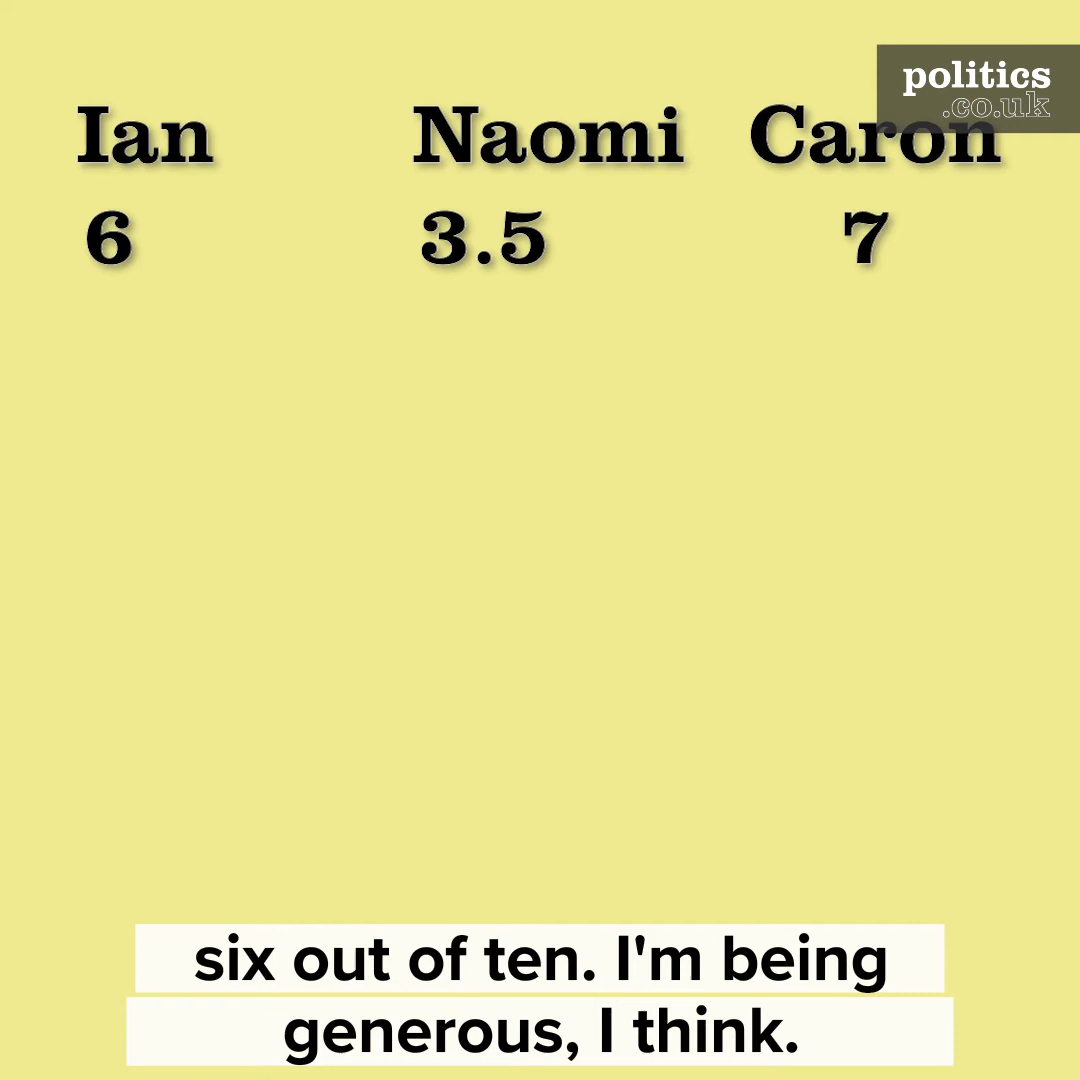 politics
.co.uk
Ian Naomi Caron
6 3.5 7
six out of ten. I'm being
generous, I think.